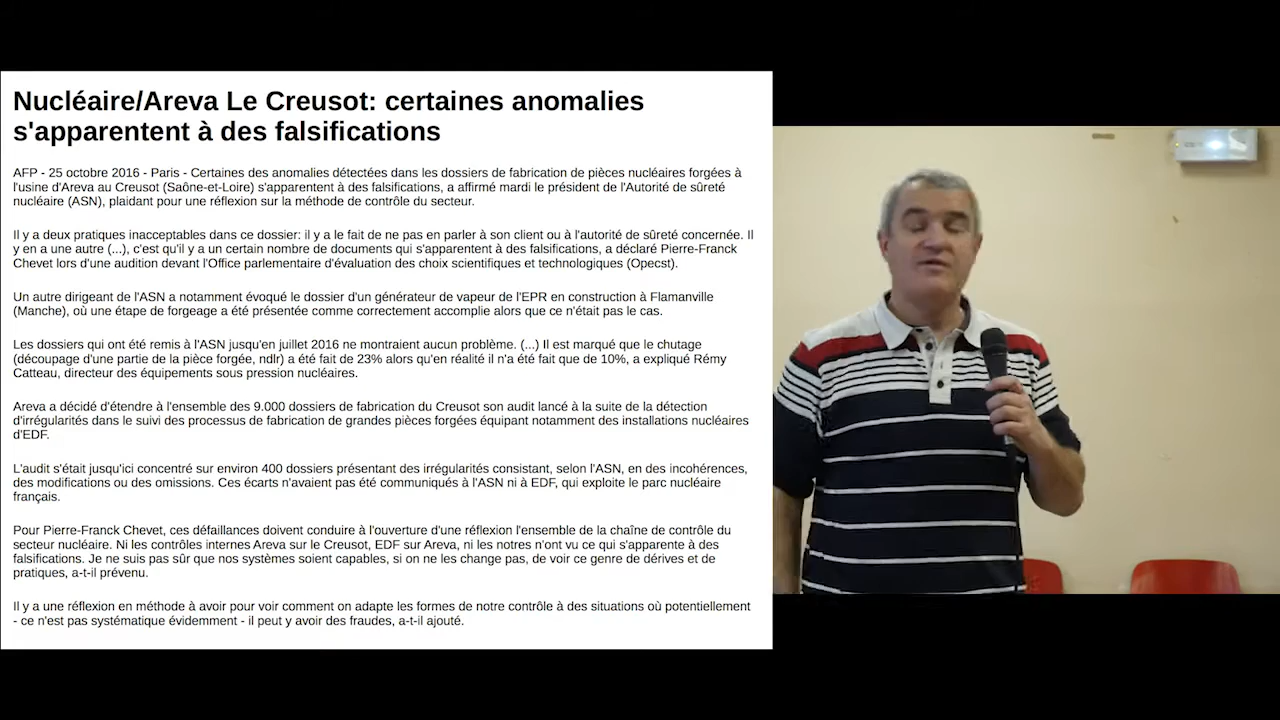 Nucléaire/Areva Le Creusot: certaines anomalies
s'apparentent à des falsifications
AFP - 25 octobre 2016 - Paris - Certaines des anomalies détectées dans les dossiers de fabrication de pièces nucléaires forgées à
l'usine d'Areva au Creusot (Saône-et-Loire) s'apparentent à des falsifications, a affirmé mardi le président de l'Autorité de sûreté
nucléaire (ASN), plaidant pour une réflexion sur la méthode de contrôle du secteur.
Il y a deux pratiques inacceptables dans ce dossier: il y a le fait de ne pas en parler à son client ou à l'autorité de sûreté concernée. Il
y en a une autre (...), c'est qu'il y a un certain nombre de documents qui s'apparentent à des falsifications, a déclaré Pierre-Franck
Chevet lors d'une audition devant l'Office parlementaire d'évaluation des choix scientifiques et technologiques (Opecst).
Un autre dirigeant de l'ASN a notamment évoqué le dossier d'un générateur de vapeur de l'EPR en construction à Flamanville
(Manche), où une étape de forgeage a été présentée comme correctement accomplie alors que ce n'était pas le cas.
Les dossiers qui ont été remis à l'ASN jusqu'en juillet 2016 ne montraient aucun problème. (...) Il est marqué que le chutage
(découpage d'une partie de la pièce forgée, ndlr) a été fait de 23% alors qu'en réalité il n'a été fait que de 10%, a expliqué Rémy
Catteau, directeur des équipements sous pression nucléaires.
Areva a décidé d'étendre à l'ensemble des 9.000 dossiers de fabrication du Creusot son audit lancé à la suite de la détection
d'irrégularités dans le suivi des processus de fabrication de grandes pièces forgées équipant notamment des installations nucléaires
d'EDF.
L'audit s'était jusqu'ici concentré sur environ 400 dossiers présentant des irrégularités consistant, selon l'ASN, en des incohérences,
des modifications ou des omissions. Ces écarts n'avaient pas été communiqués à l'ASN ni à EDF, qui exploite le parc nucléaire
français.
Pour Pierre-Franck Chevet, ces défaillances doivent conduire à l'ouverture d'une réflexion l'ensemble de la chaîne de contrôle du
secteur nucléaire. Ni les contrôles internes Areva sur le Creusot, EDF sur Areva, ni les notres n'ont vu ce qui s'apparente à des
falsifications. Je ne suis pas sûr que nos systèmes soient capables, si on ne les change pas, de voir ce genre de dérives et de
pratiques, a-t-il prévenu.
Il y a une réflexion en méthode à avoir pour voir comment on adapte les formes de notre contrôle à des situations où potentiellement
- ce n'est pas systématique évidemment - il peut y avoir des fraudes, a-t-il ajouté.